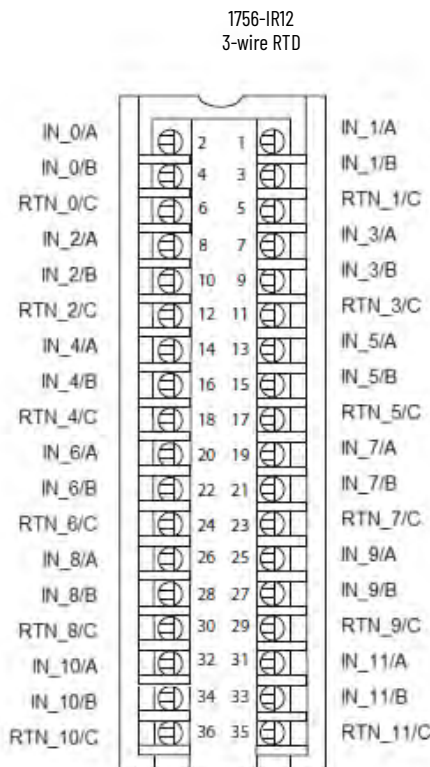 1756-IR12
3-wire RTD
IN_0/A 2 1 IN_1/A
IN_0/B 4 3 IN_1/B
RTN_0/C 6 5 RTN_1/C
IN_2/A 8 7 IN_3/A
IN_2/B 10 9 IN_3/B
RTN_2/C 12 11 RTN_3/C
IN_4/A 14 13 IN_5/A
IN_4/B 16 15 IN_5/B
RTN_4/C 18 17 RTN_5/C
IN_6/A 20 19 IN_7/A
IN_6/B 22 21 IN_7/B
RTN_6/C 24 23 RTN_7/C
IN_8/A 26 25 IN_9/A
IN_8/B 28 27 IN_9/B
RTN_8/C 30 29 RTN_9/C
IN_10/A 32 31 IN_11/A
IN_10/B 34 33 IN_11/B
RTN_10/C 36 35 RTN_11/C